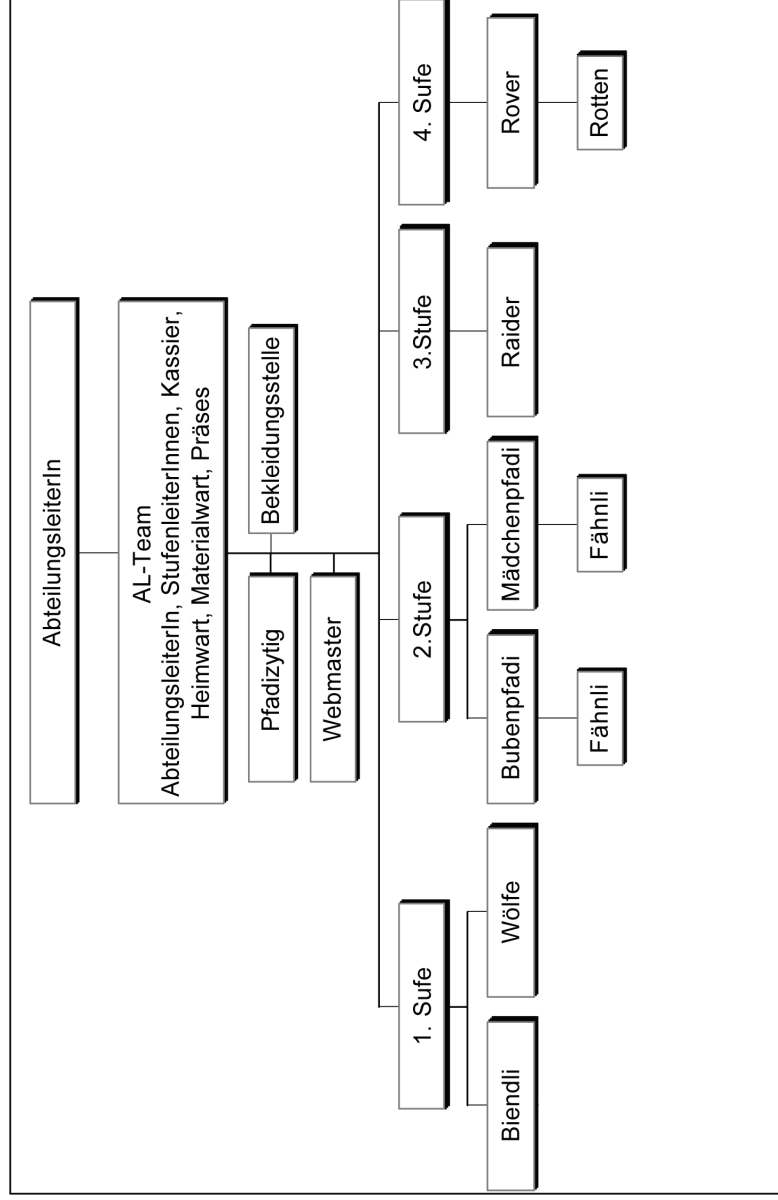 AbteilungsleiterIn
AL-Team
AbteilungsleiterIn, StufenleiterInnen, Kassier,
Heimwart, Materialwart, Präses
Pfadizytig
Bekleidungsstelle
Webmaster
1. Sufe
2.Stufe
3.Stufe
4. Sufe
Biendli
Wölfe
Bubenpfadi
Mädchenpfadi
Raider
Rover
Fähnli
Fähnli
Rotten